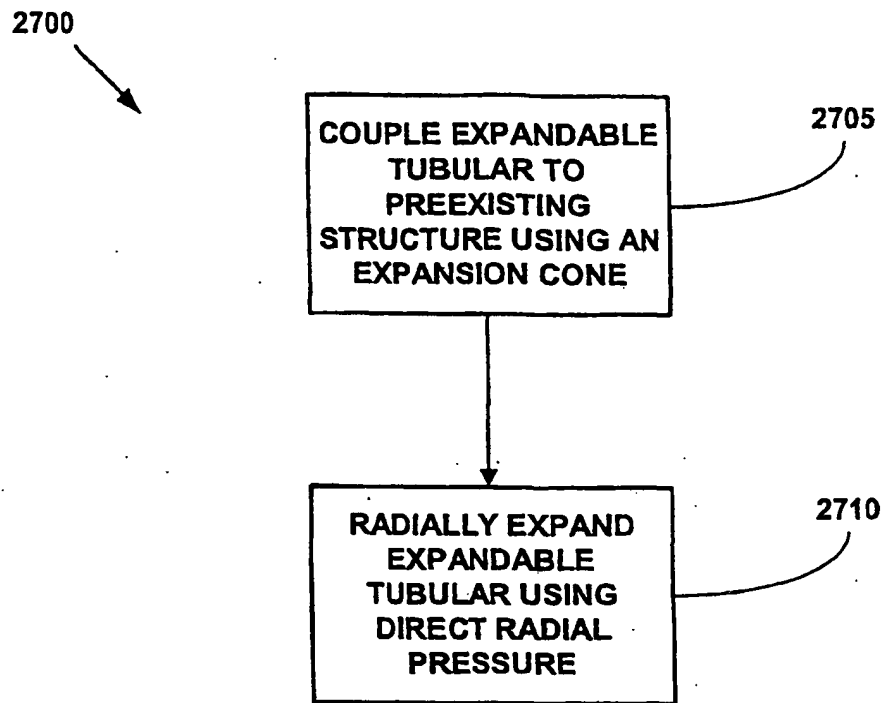 2700
COUPLE EXPANDABLE
TUBULAR TO
PREEXISTING
STRUCTURE USING AN
EXPANSION CONE
2705
RADIALLY EXPAND
EXPANDABLE
TUBULAR USING
DIRECT RADIAL
PRESSURE
2710